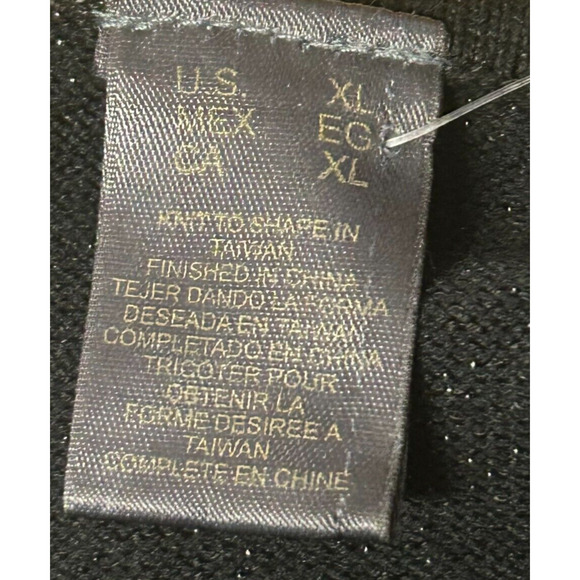 U.S. XL
MEX EG
CA XL
KNIT TO SHAPE IN
TAIWAN
FINISHED IN CHINA
TEJER DANDO LA FORMA
DESEADA EN TAIWAN
COMPLETADO EN CHINA
TRICOTER POUR
OBTENIR LA
FORME DESIREE A
TAIWAN
COMPLETE EN CHINE